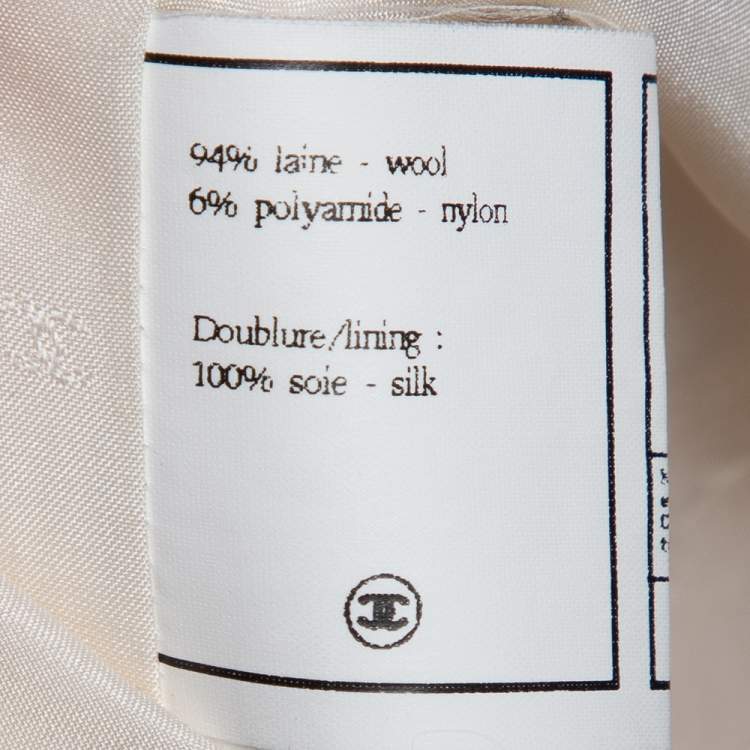 94% laine - wool
6% polyamide - nylon
Doublure/lining :
100% soie - silk